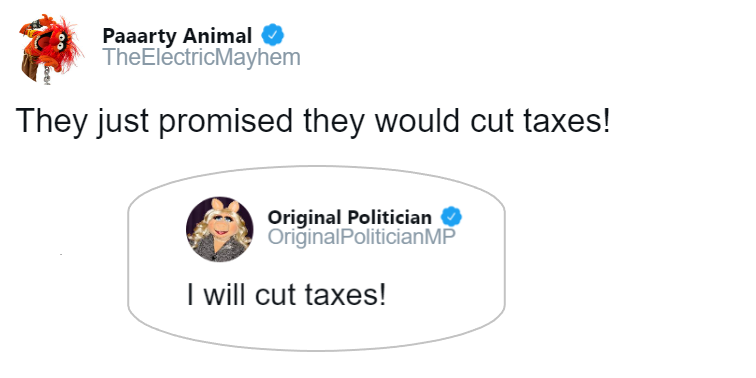 Paaarty Animal
TheElectricMayhem
They just promised they would cut taxes!
Original Politician
OriginalPoliticianMP
I will cut taxes!